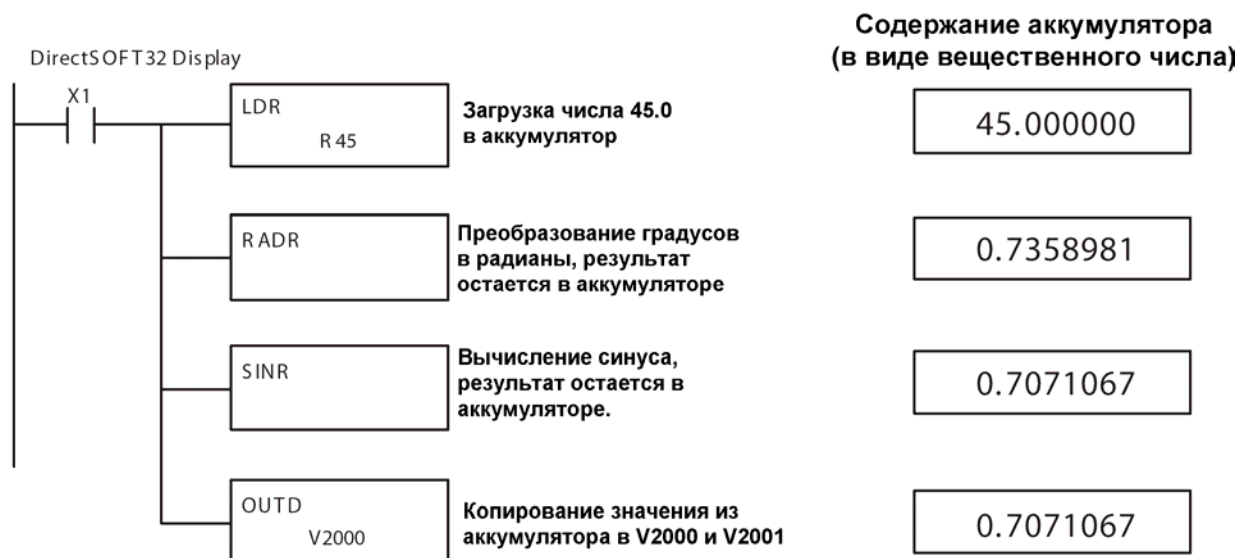 Содержание аккумулятора
(в виде вещественного числа)
DirectSOFT32 Display
X1
LDR
R 45
Загрузка числа 45.0
в аккумулятор
45.000000
RADR
Преобразование градусов
в радианы, результат
остается в аккумуляторе
0.7358981
SINR
Вычисление синуса,
результат остается в
аккумуляторе.
0.7071067
OUTD
V2000
Копирование значения из
аккумулятора в V2000 и V2001
0.7071067